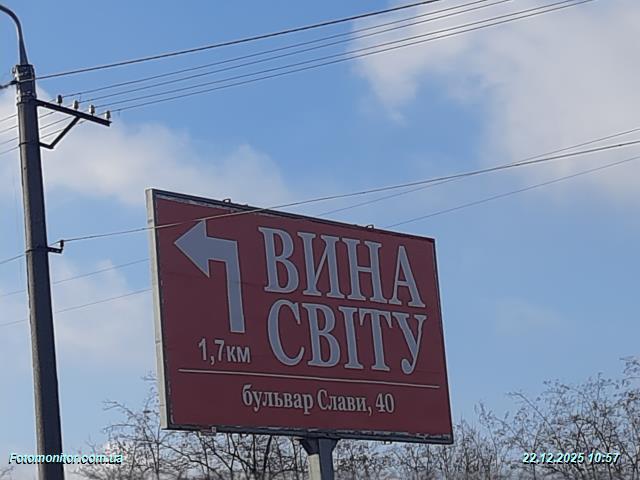 ВИНА
СВІТУ
1,7км
бульвар Слави, 40
Fotomonitor.com.ua
22.12.2025 10:57